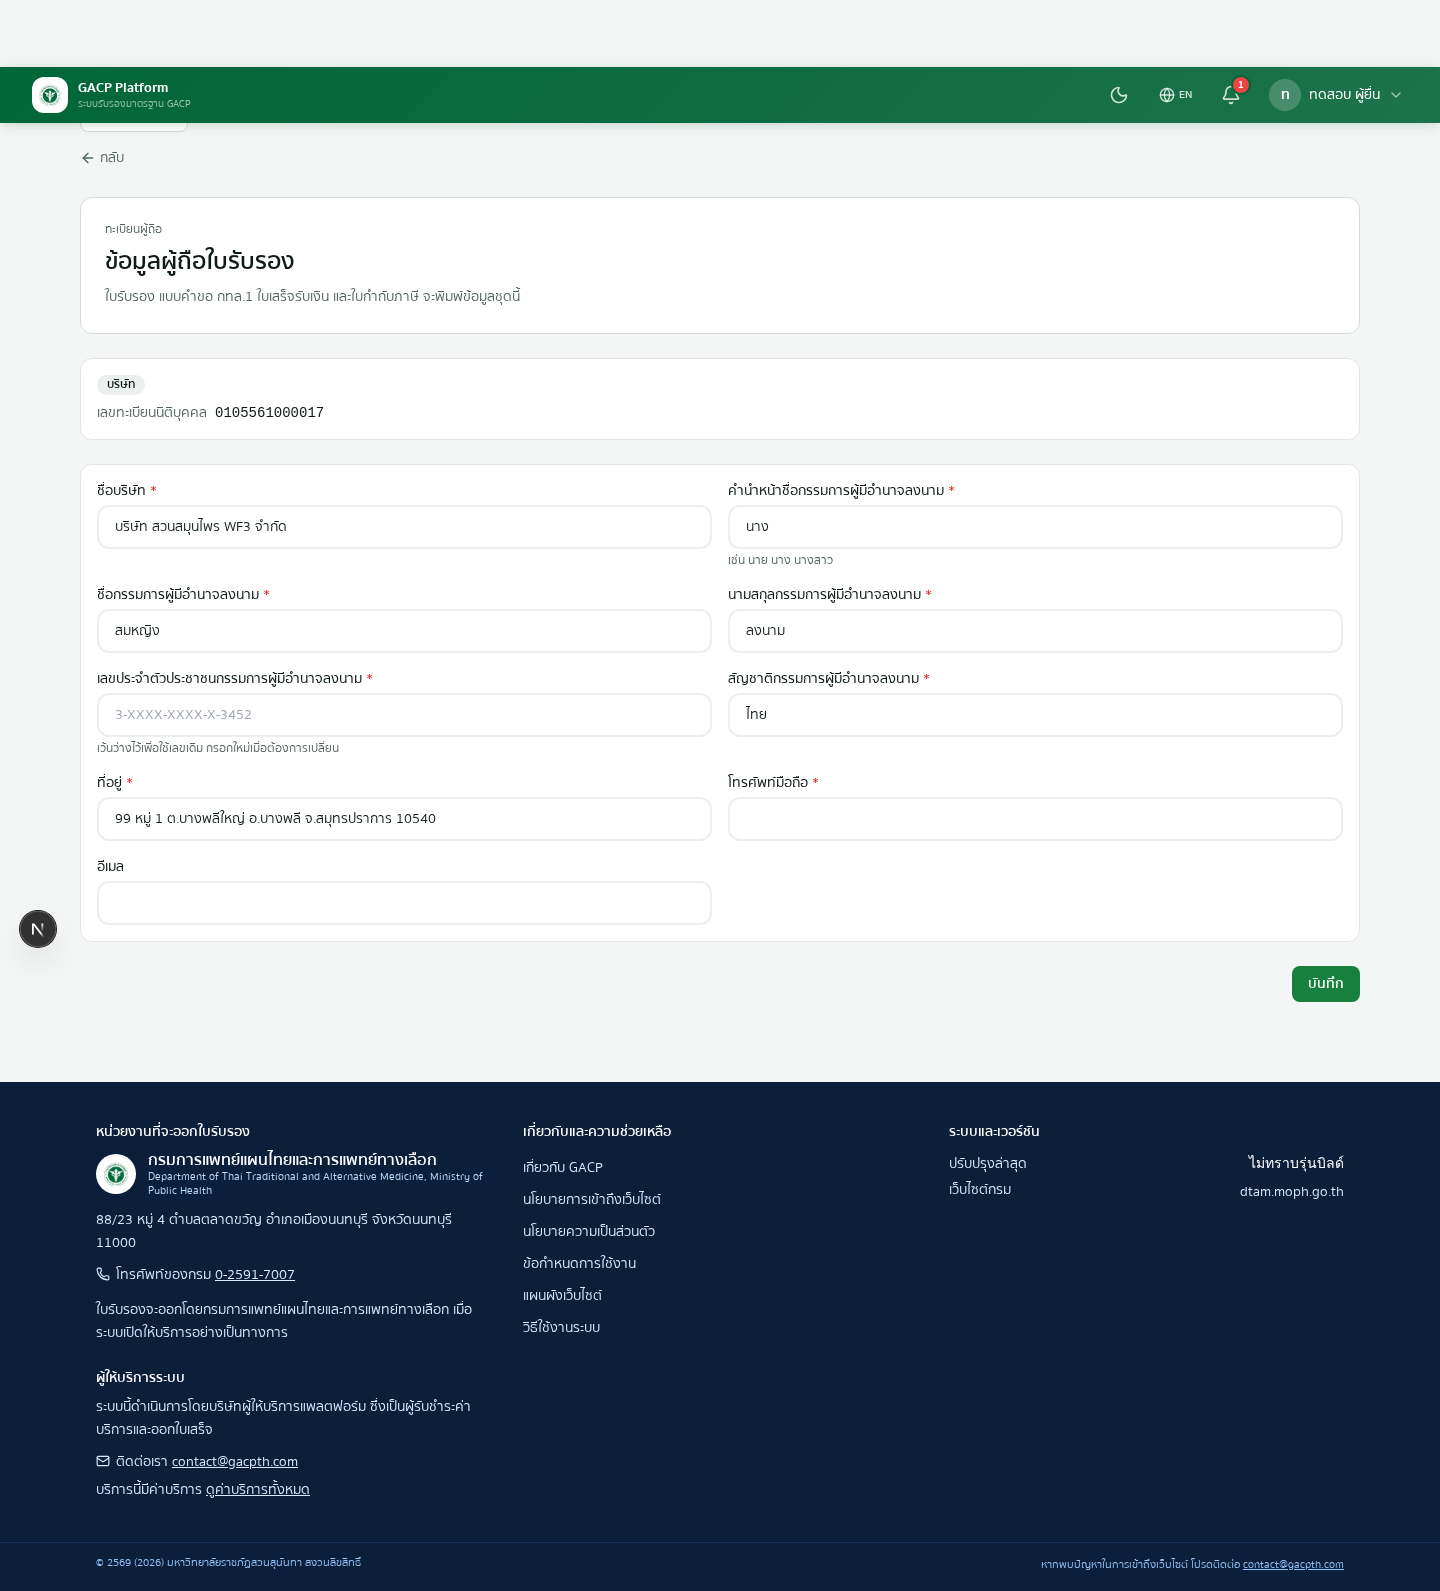 GACP Platform
ระบบรับรองมาตรฐาน GACP
EN
1
ท
ทดสอบ ผู้ยื่น
กลับ
ทะเบียนผู้ถือ
ข้อมูลผู้ถือใบรับรอง
ใบรับรอง แบบคำขอ กทล.1 ใบเสร็จรับเงิน และใบกำกับภาษี จะพิมพ์ข้อมูลชุดนี้
บริษัท
เลขทะเบียนนิติบุคคล 0105561000017
ชื่อบริษัท *
บริษัท สวนสมุนไพร WF3 จำกัด
คำนำหน้าชื่อกรรมการผู้มีอำนาจลงนาม *
นาง
เช่น นาย นาง นางสาว
ชื่อกรรมการผู้มีอำนาจลงนาม *
สมหญิง
นามสกุลกรรมการผู้มีอำนาจลงนาม *
ลงนาม
เลขประจำตัวประชาชนกรรมการผู้มีอำนาจลงนาม *
3-XXXX-XXXX-X-3452
เว้นว่างไว้เพื่อใช้เลขเดิม กรอกใหม่เมื่อต้องการเปลี่ยน
สัญชาติกรรมการผู้มีอำนาจลงนาม *
ไทย
ที่อยู่ *
99 หมู่ 1 ต.บางพลีใหญ่ อ.บางพลี จ.สมุทรปราการ 10540
โทรศัพท์มือถือ *
อีเมล
N
บันทึก
หน่วยงานที่จะออกใบรับรอง
กรมการแพทย์แผนไทยและการแพทย์ทางเลือก
Department of Thai Traditional and Alternative Medicine, Ministry of
Public Health
88/23 หมู่ 4 ตำบลตลาดขวัญ อำเภอเมืองนนทบุรี จังหวัดนนทบุรี
11000
โทรศัพท์ของกรม 0-2591-7007
ใบรับรองจะออกโดยกรมการแพทย์แผนไทยและการแพทย์ทางเลือก เมื่อ
ระบบเปิดให้บริการอย่างเป็นทางการ
ผู้ให้บริการระบบ
ระบบนี้ดำเนินการโดยบริษัทผู้ให้บริการแพลตฟอร์ม ซึ่งเป็นผู้รับชำระค่า
บริการและออกใบเสร็จ
ติดต่อเรา contact@gacpth.com
บริการนี้มีค่าบริการ ดูค่าบริการทั้งหมด
เกี่ยวกับและความช่วยเหลือ
เกี่ยวกับ GACP
นโยบายการเข้าถึงเว็บไซต์
นโยบายความเป็นส่วนตัว
ข้อกำหนดการใช้งาน
แผนผังเว็บไซต์
วิธีใช้งานระบบ
ระบบและเวอร์ชัน
ปรับปรุงล่าสุด ไม่ทราบรุ่นบิลด์
เว็บไซต์กรม dtam.moph.go.th
© 2569 (2026) มหาวิทยาลัยราชภัฏสวนสุนันทา สงวนลิขสิทธิ์
หากพบปัญหาในการเข้าถึงเว็บไซต์ โปรดติดต่อ contact@gacpth.com